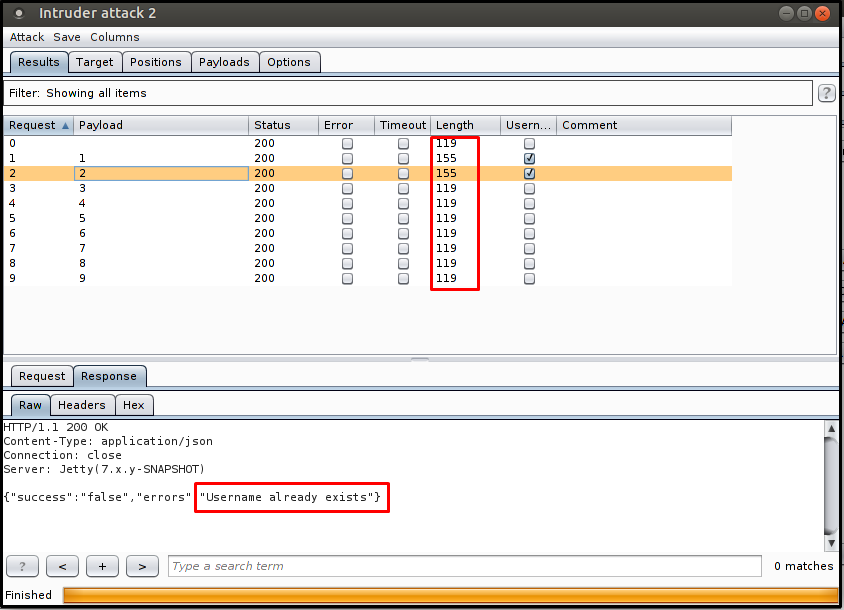 Intruder attack 2
Attack Save Columns
Results Target Positions Payloads Options
Filter: Showing all items ?
Request Payload Status Error Timeout Length Usern... Comment
0 200 119
1 1 200 155
2 2 200 155
3 3 200 119
4 4 200 119
5 5 200 119
6 6 200 119
7 7 200 119
8 8 200 119
9 9 200 119
Request Response
Raw Headers Hex
HTTP/1.1 200 OK
Content-Type: application/json
Connection: close
Server: Jetty(7.x.y-SNAPSHOT)
{"success":"false","errors" "Username already exists"}
? < + > Type a search term 0 matches
Finished